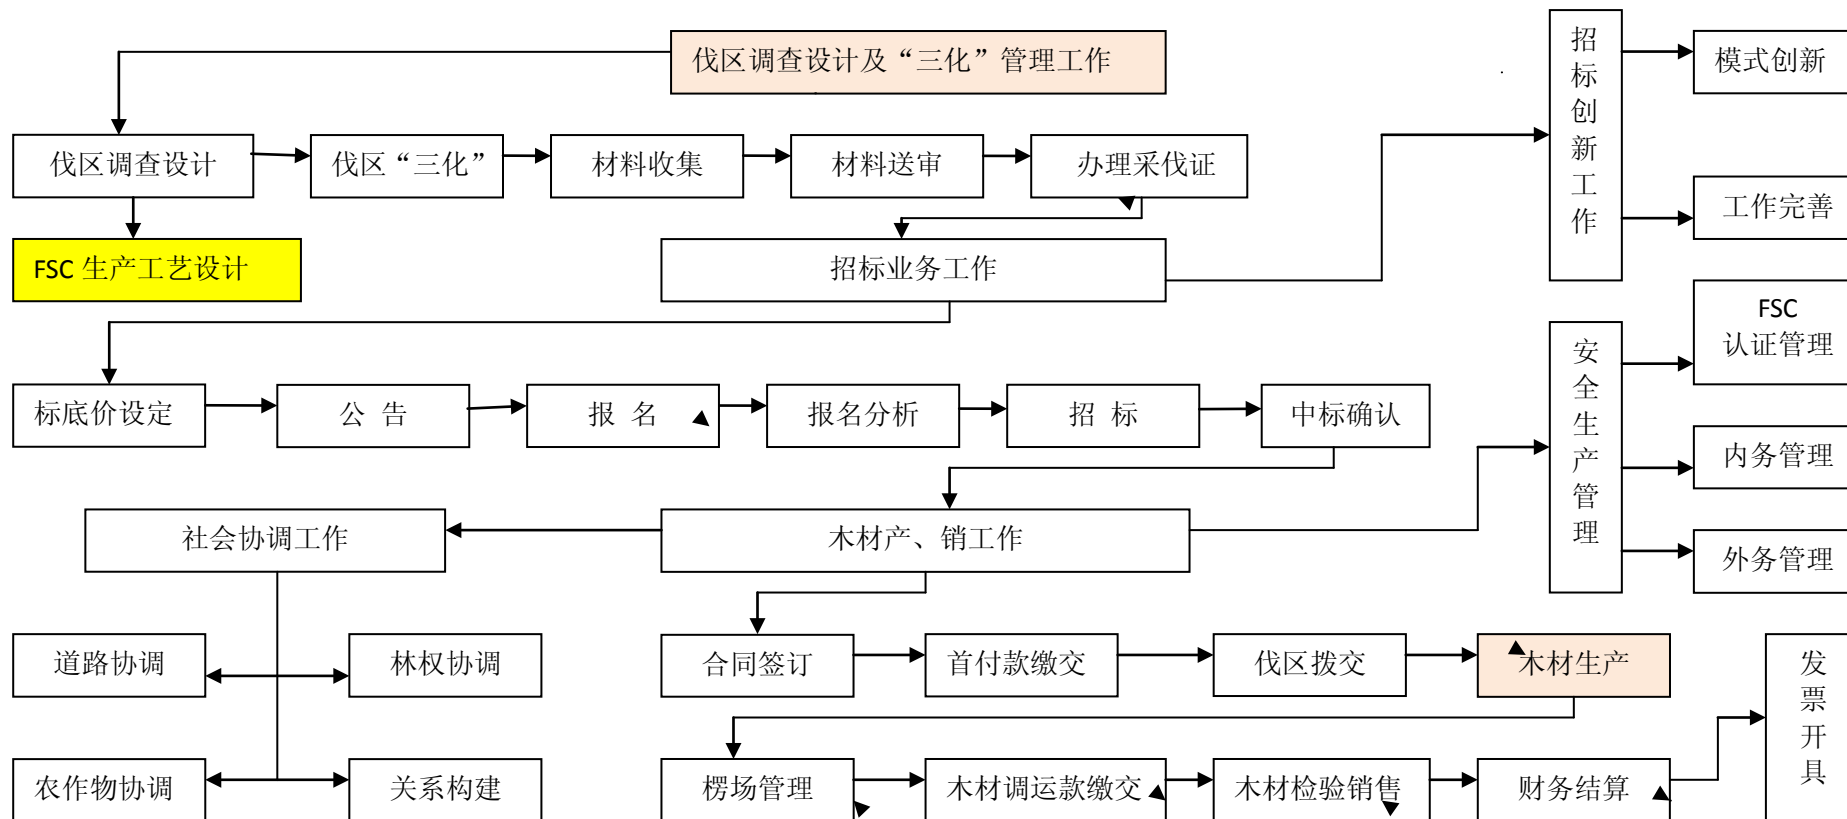 伐区调查设计及“三化”管理工作
伐区调查设计
伐区“三化”
材料收集
材料送审
办理采伐证
FSC 生产工艺设计
招标业务工作
招标创新工作
模式创新
工作完善
标底价设定
公 告
报 名
报名分析
招 标
中标确认
安全生产管理
FSC
认证管理
内务管理
外务管理
社会协调工作
木材产、销工作
道路协调
林权协调
农作物协调
关系构建
合同签订
首付款缴交
伐区拨交
木材生产
楞场管理
木材调运款缴交
木材检验销售
财务结算
发票开具